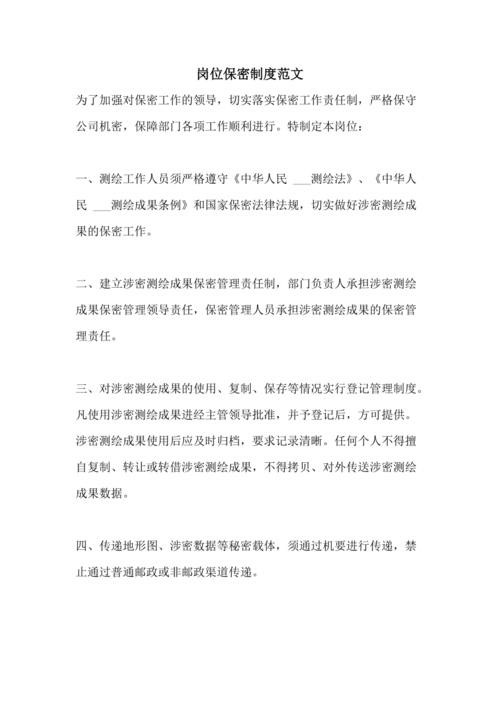 岗位保密制度范文
为了加强对保密工作的领导，切实落实保密工作责任制，严格保守
公司机密，保障部门各项工作顺利进行。特制定本岗位：
一、测绘工作人员须严格遵守《中华人民 ___测绘法》、《中华人
民 ___测绘成果条例》和国家保密法律法规，切实做好涉密测绘成
果的保密工作。
二、建立涉密测绘成果保密管理责任制，部门负责人承担涉密测绘
成果保密管理领导责任，保密管理人员承担涉密测绘成果的保密管
理责任。
三、对涉密测绘成果的使用、复制、保存等情况实行登记管理制度。
凡使用涉密测绘成果进经主管领导批准，并予登记后，方可提供。
涉密测绘成果使用后应及时归档，要求记录清晰。任何个人不得擅
自复制、转让或转借涉密测绘成果，不得拷贝、对外传送涉密测绘
成果数据。
四、传递地形图、涉密数据等秘密载体，须通过机要进行传递，禁
止通过普通邮政或非邮政渠道传递。